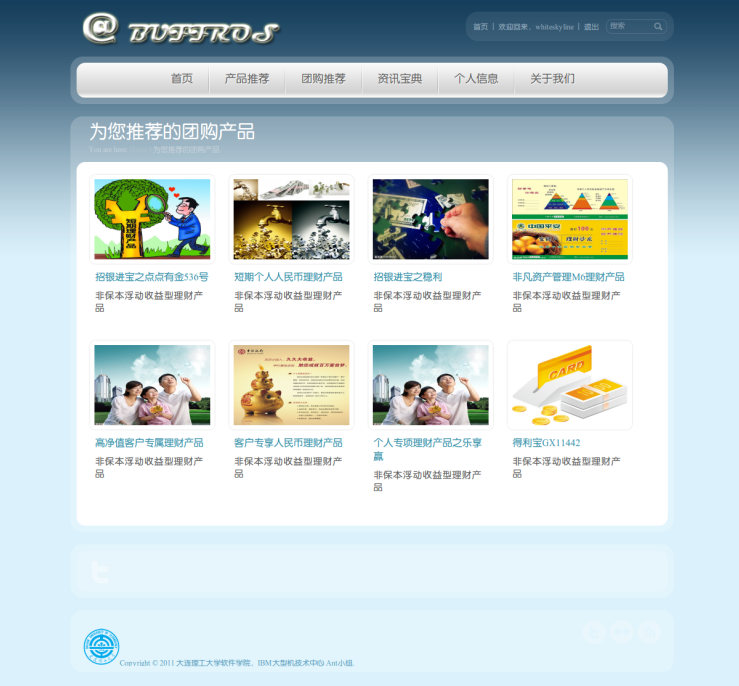 @ BUFFROS
首页 | 欢迎回来，whiteskyline | 退出 搜索
首页 产品推荐 团购推荐 资讯宝典 个人信息 关于我们
为您推荐的团购产品
You are here: 为您推荐的团购产品
短期理财
中国平安
招银进宝之点点有金536号
短期个人人民币理财产品
招银进宝之稳利
非凡资产管理M6理财产品
非保本浮动收益型理财产
品
非保本浮动收益型理财产
品
非保本浮动收益型理财产
品
非保本浮动收益型理财产
品
CARD
高净值客户专属理财产品
客户专享人民币理财产品
个人专项理财产品之乐享
赢
得利宝GX11442
非保本浮动收益型理财产
品
非保本浮动收益型理财产
品
非保本浮动收益型理财产
品
非保本浮动收益型理财产
品
Copyright © 2011 大连理工大学软件学院、IBM大型机技术中心 Ant小组.